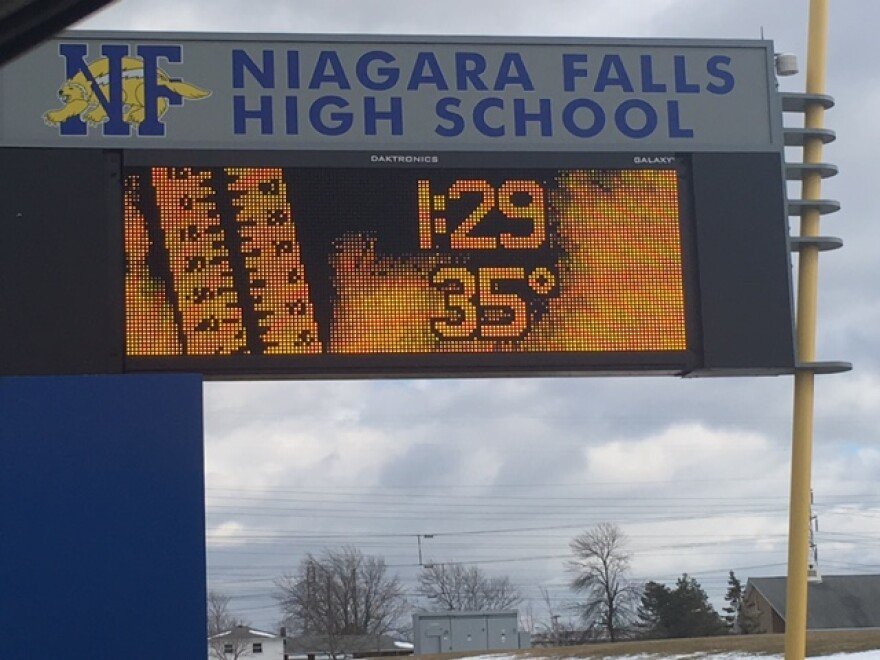 NF
NIAGARA FALLS
HIGH SCHOOL
DAKTRONICS
GALAXY
1:29
35°